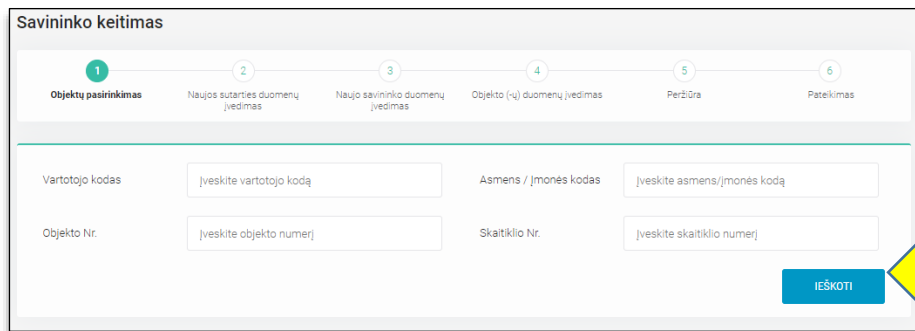 Savininko keitimas
1 2 3 4 5 6
Objektų pasirinkimas Naujos sutarties duomenų Naujo savininko duomenų Objekto (-ų) duomenų įvedimas Peržiūra Pateikimas
įvedimas įvedimas
Vartotojo kodas Įveskite vartotojo kodą Asmens / Įmonės kodas Įveskite asmens/įmonės kodą
Objekto Nr. Įveskite objekto numerį Skaitiklio Nr. Įveskite skaitiklio numerį
IEŠKOTI